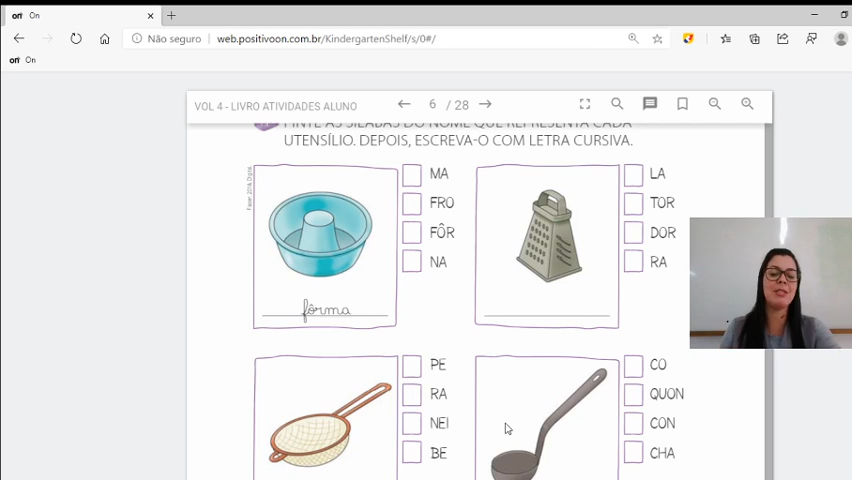 On
Não seguro
web.positivoon.com.br/KindergartenShelf/s/0#/
On
VOL 4 - LIVRO ATIVIDADES ALUNO
6 / 28
PINTE AS SÍLABAS DO NOME QUE REPRESENTA CADA
UTENSÍLIO. DEPOIS, ESCREVA-O COM LETRA CURSIVA.
MA
FRO
FÔR
NA
fôrma
LA
TOR
DOR
RA
PE
RA
NEI
BE
CO
QUON
CON
CHA